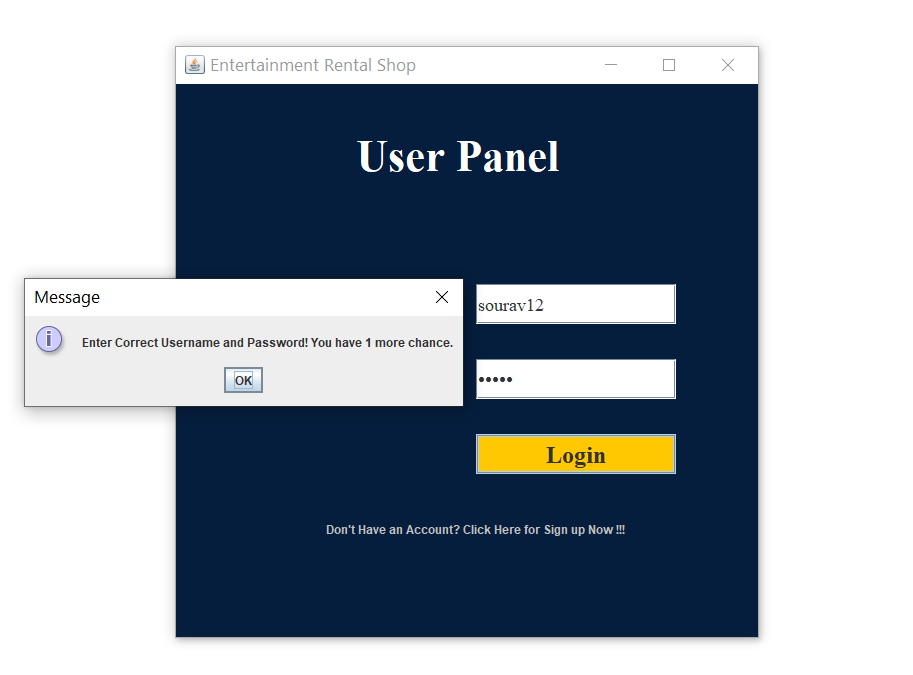 Entertainment Rental Shop
User Panel
Message
Enter Correct Username and Password! You have 1 more chance.
OK
sourav12
•••••
Login
Don't Have an Account? Click Here for Sign up Now !!!